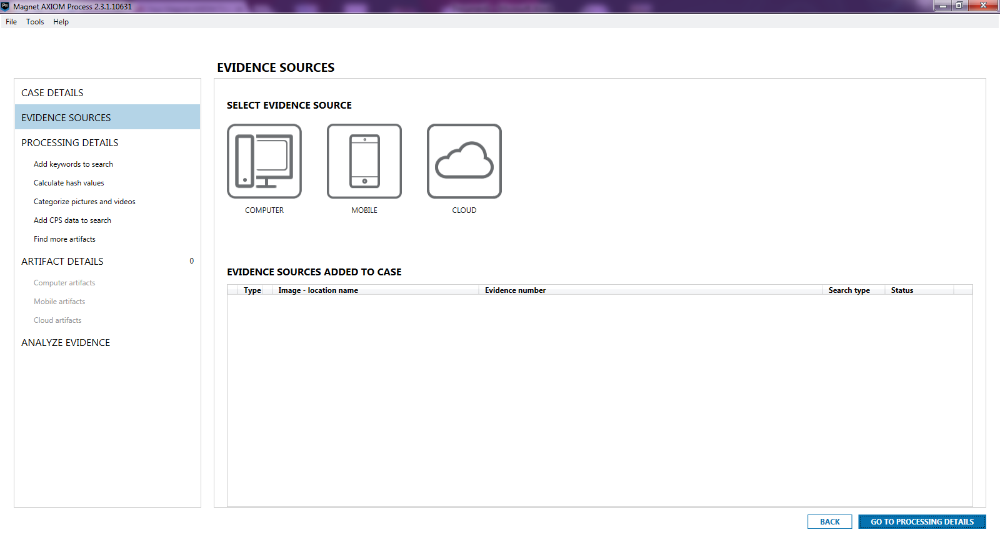 Magnet AXIOM Process 2.3.1.10631
File Tools Help
EVIDENCE SOURCES
CASE DETAILS
EVIDENCE SOURCES
PROCESSING DETAILS
Add keywords to search
Calculate hash values
Categorize pictures and videos
Add CPS data to search
Find more artifacts
ARTIFACT DETAILS 0
Computer artifacts
Mobile artifacts
Cloud artifacts
ANALYZE EVIDENCE
SELECT EVIDENCE SOURCE
COMPUTER MOBILE CLOUD
EVIDENCE SOURCES ADDED TO CASE
Type Image - location name Evidence number Search type Status
BACK GO TO PROCESSING DETAILS